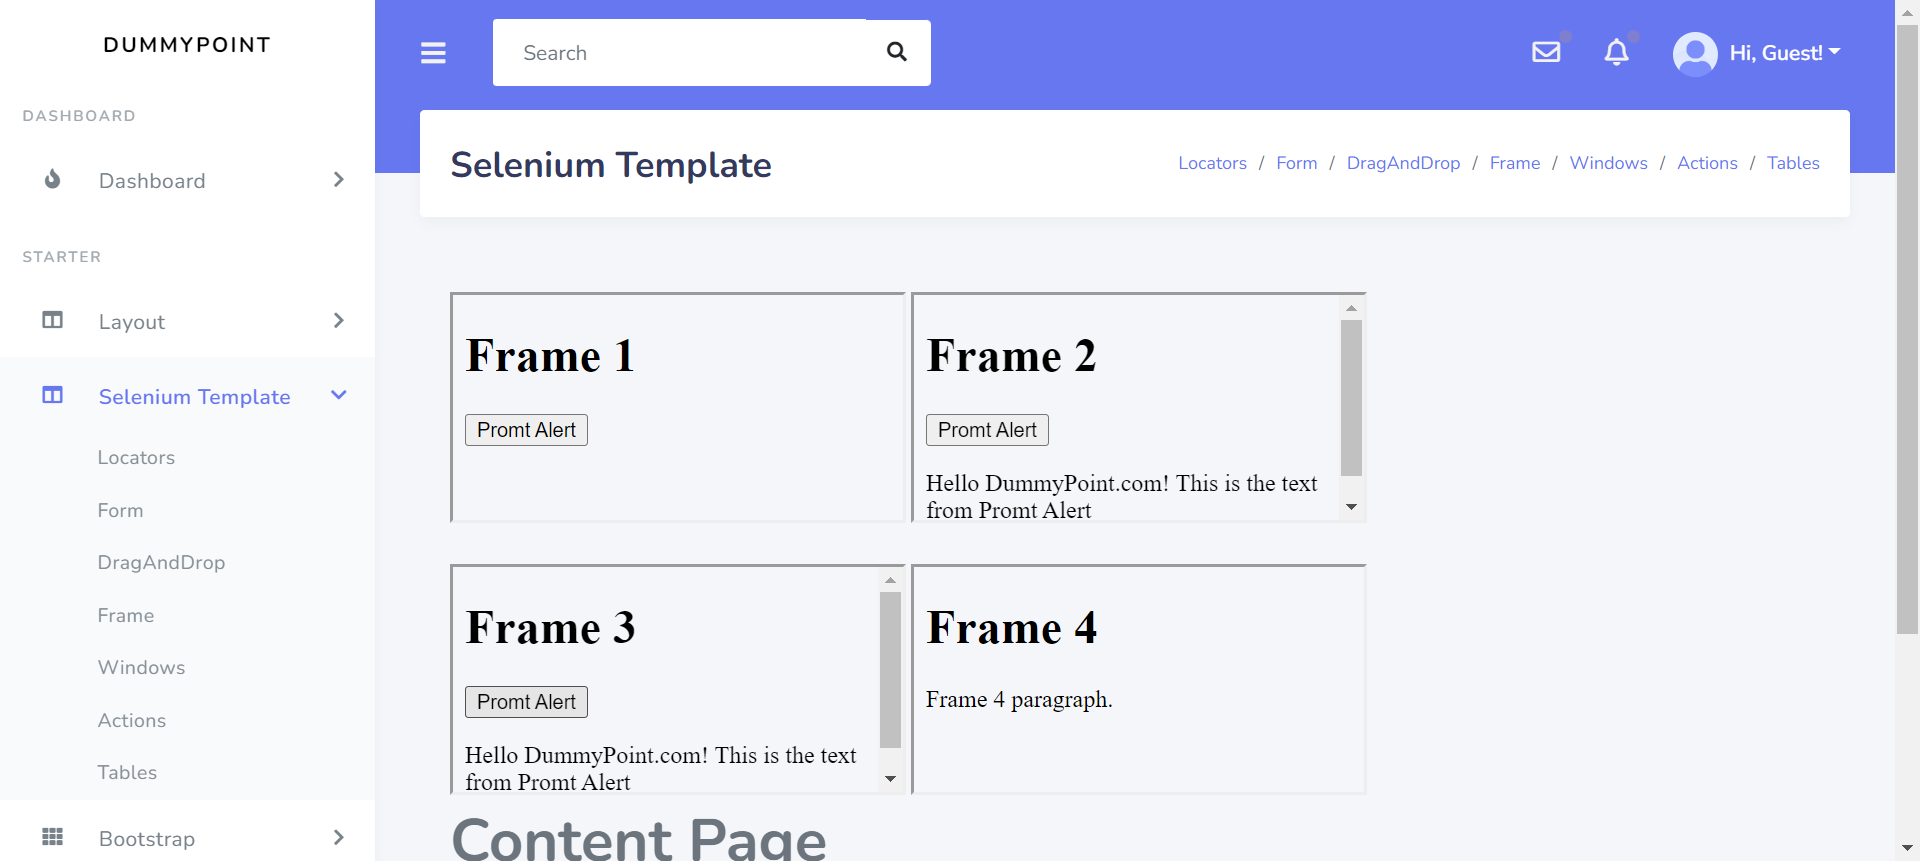 DUMMYPOINT
DASHBOARD
Dashboard
STARTER
Layout
Selenium Template
Locators
Form
DragAndDrop
Frame
Windows
Actions
Tables
Bootstrap
Search
Hi, Guest!
Selenium Template
Locators / Form / DragAndDrop / Frame / Windows / Actions / Tables
Frame 1
Promt Alert
Frame 2
Promt Alert
Hello DummyPoint.com! This is the text
from Promt Alert
Frame 3
Promt Alert
Hello DummyPoint.com! This is the text
from Promt Alert
Frame 4
Frame 4 paragraph.
Content Page